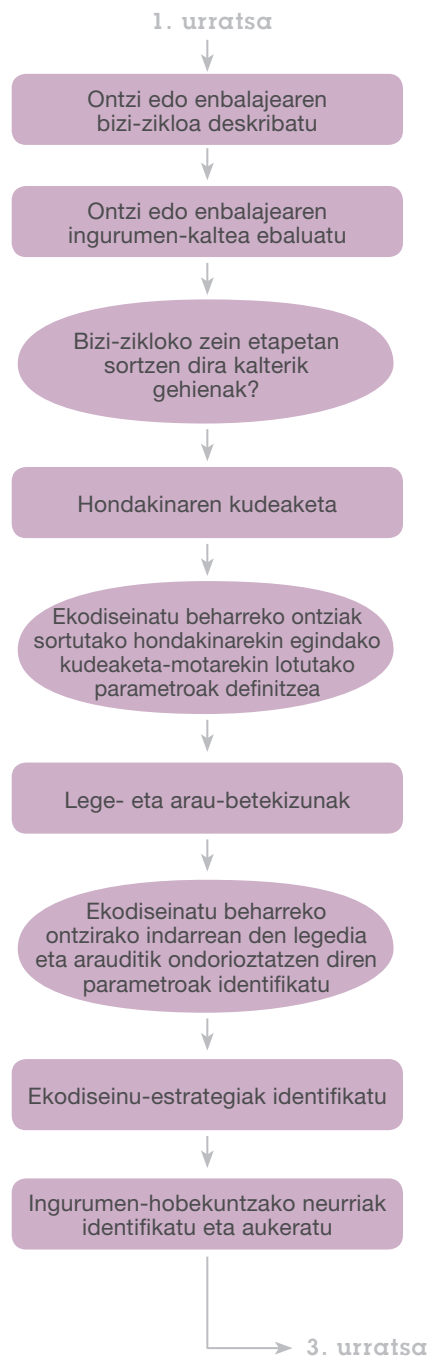 1. urratsa
Ontzi edo enbalajearen
bizi-zikloa deskribatu
Ontzi edo enbalajearen
ingurumen-kaltea ebaluatu
Bizi-zikloko zein etapetan
sortzen dira kalterik
gehienak?
Hondakinaren kudeaketa
Ekodiseinatu beharreko ontziak
sortutako hondakinarekin egindako
kudeaketa-motarekin lotutako
parametroak definitzea
Lege- eta arau-betekizunak
Ekodiseinatu beharreko
ontzirako indarrean den legedia
eta arauditik ondorioztatzen diren
parametroak identifikatu
Ekodiseinu-estrategiak identifikatu
Ingurumen-hobekuntzako neurriak
identifikatu eta aukeratu
3. urratsa